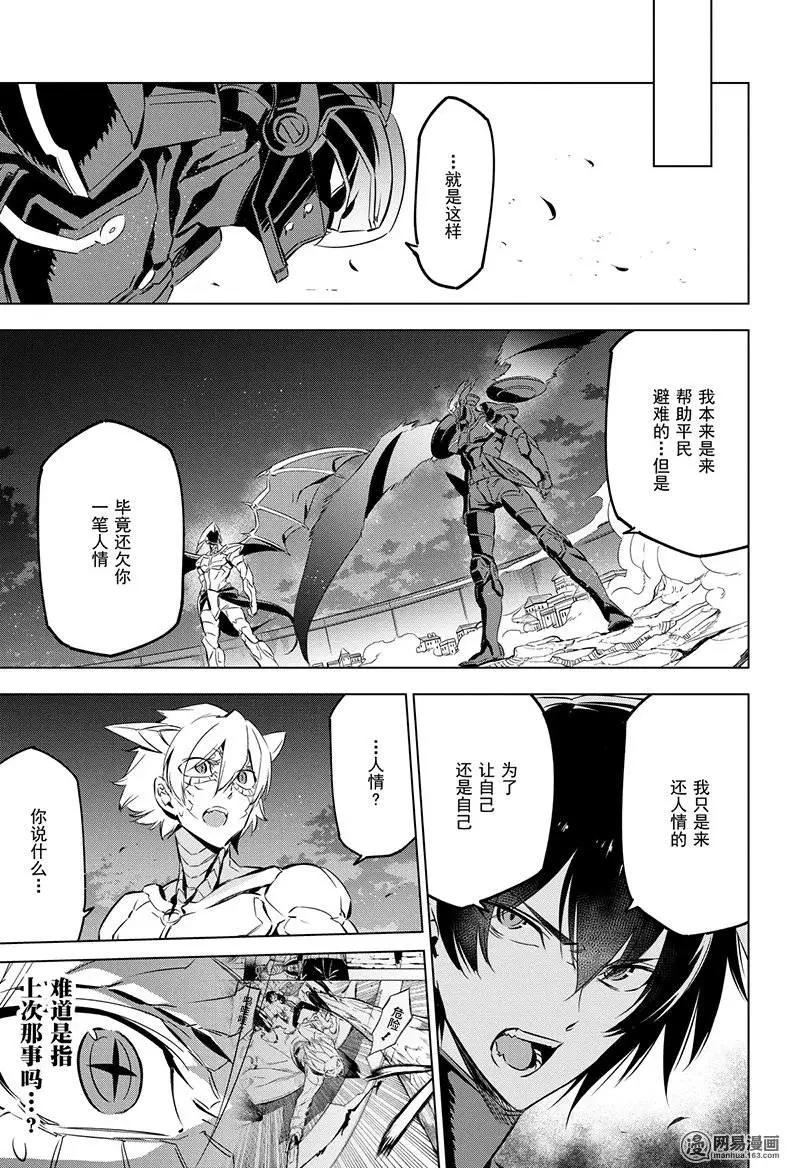 …就是这样
我本来是来
帮助平民
避难的…但是
毕竟还欠你
一笔人情
我只是来
还人情的
为了
让自己
还是自己
…人情?
你说什么…
危险!
难道是指
上次那事吗…?
网易漫画
manhua.163.com